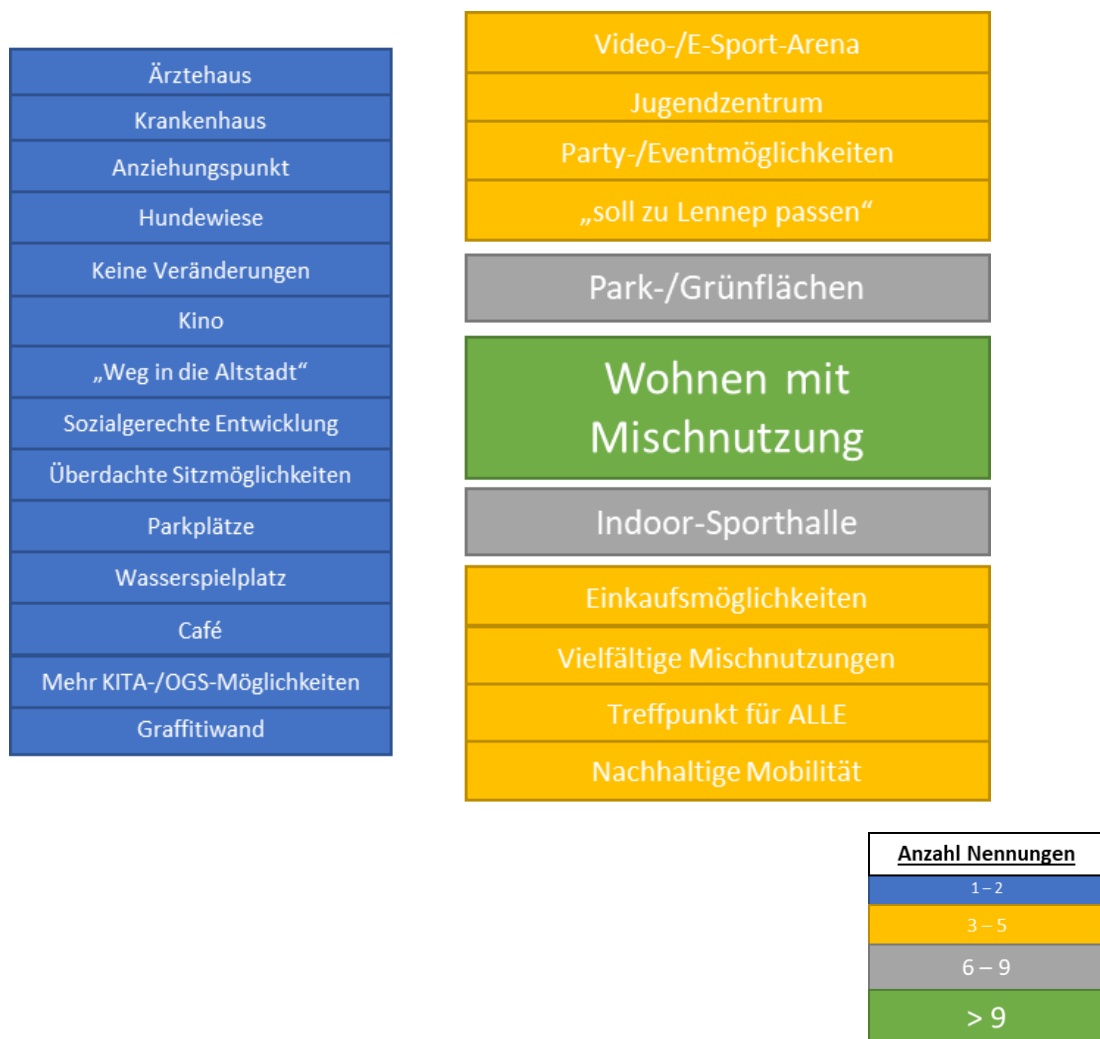 Ärztehaus
Krankenhaus
Anziehungspunkt
Hundewiese
Keine Veränderungen
Kino
„Weg in die Altstadt“
Sozialgerechte Entwicklung
Überdachte Sitzmöglichkeiten
Parkplätze
Wasserspielplatz
Café
Mehr KITA-/OGS-Möglichkeiten
Graffitiwand
Video-/E-Sport-Arena
Jugendzentrum
Party-/Eventmöglichkeiten
„soll zu Lennep passen“
Park-/Grünflächen
Wohnen mit
Mischnutzung
Indoor-Sporthalle
Einkaufsmöglichkeiten
Vielfältige Mischnutzungen
Treffpunkt für ALLE
Nachhaltige Mobilität
Anzahl Nennungen
1 – 2
3 – 5
6 – 9
> 9